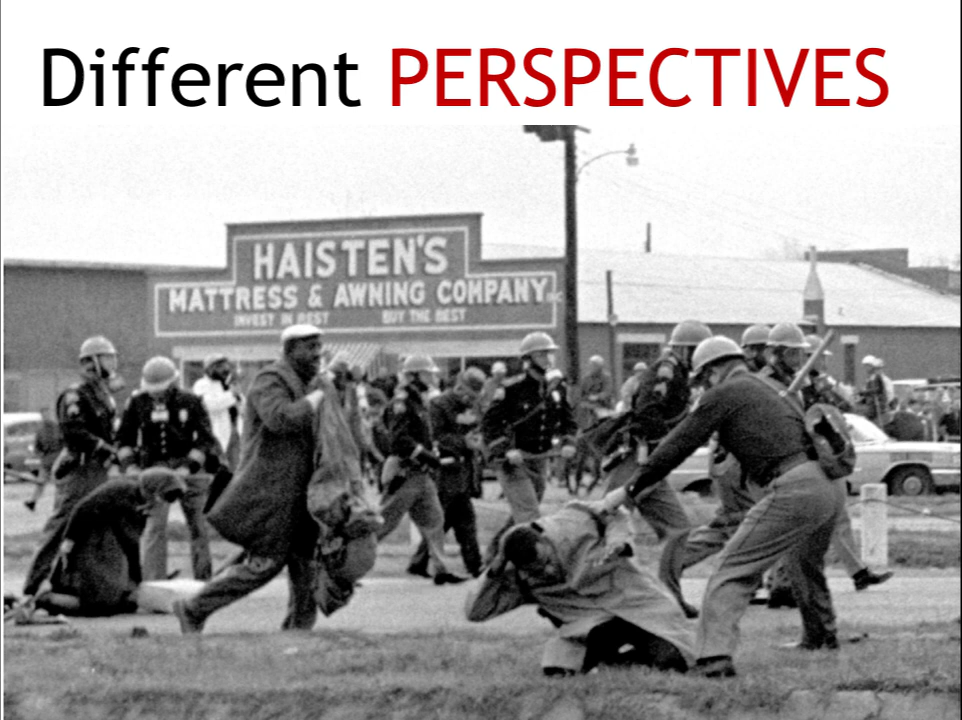 Different PERSPECTIVES
HAISTEN'S
MATTRESS & AWNING COMPANY
INVEST IN REST BUY THE BEST